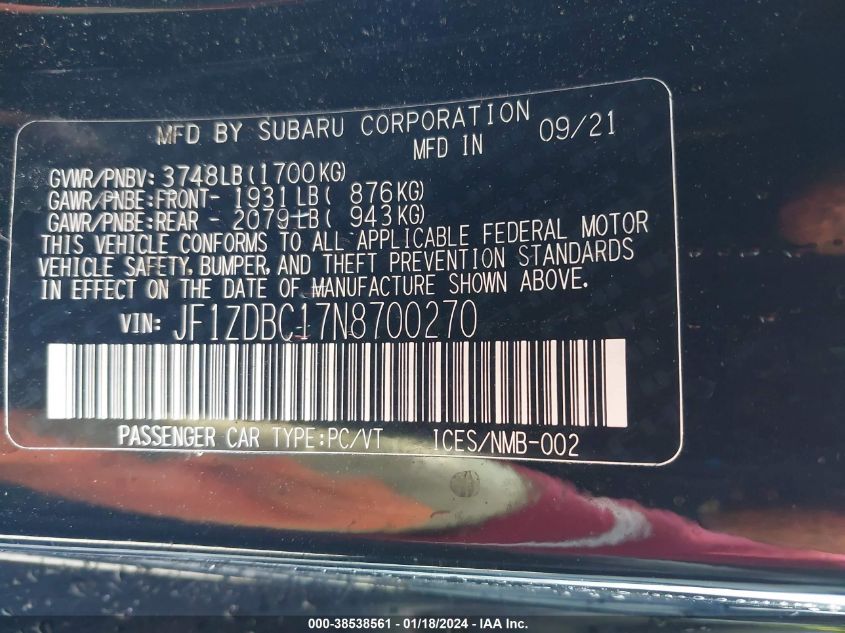 MFD BY SUBARU CORPORATION
MFD IN 09/21
GVWR/PNBV: 3748LB(1700KG)
GAWR/PNBE:FRONT- 1931LB( 876KG)
GAWR/PNBE:REAR - 2079LB( 943KG)
THIS VEHICLE CONFORMS TO ALL APPLICABLE FEDERAL MOTOR
VEHICLE SAFETY, BUMPER, AND THEFT PREVENTION STANDARDS
IN EFFECT ON THE DATE OF MANUFACTURE SHOWN ABOVE.
VIN: JF1ZDBC17N8700270
PASSENGER CAR TYPE:PC/VT ICES/NMB-002
000-38538561 - 01/18/2024 - IAA Inc.